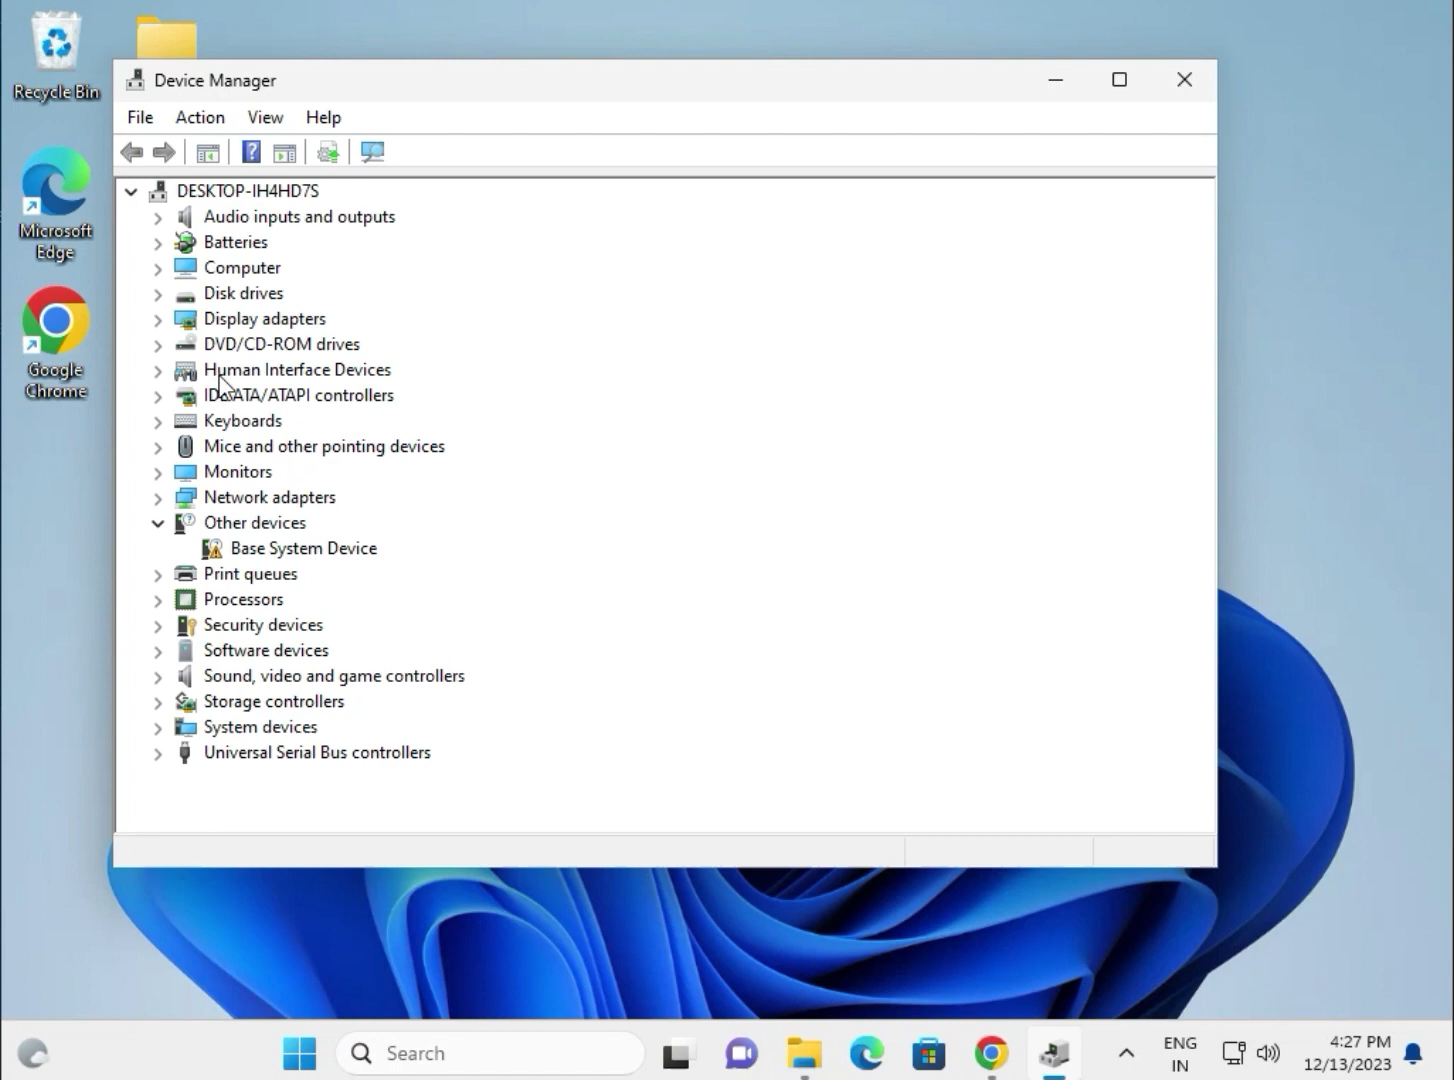 Recycle Bin
Microsoft
Edge
Google
Chrome
Device Manager
File Action View Help
DESKTOP-IH4HD7S
Audio inputs and outputs
Batteries
Computer
Disk drives
Display adapters
DVD/CD-ROM drives
Human Interface Devices
IDE ATA/ATAPI controllers
Keyboards
Mice and other pointing devices
Monitors
Network adapters
Other devices
Base System Device
Print queues
Processors
Security devices
Software devices
Sound, video and game controllers
Storage controllers
System devices
Universal Serial Bus controllers
Search
ENG
IN
4:27 PM
12/13/2023